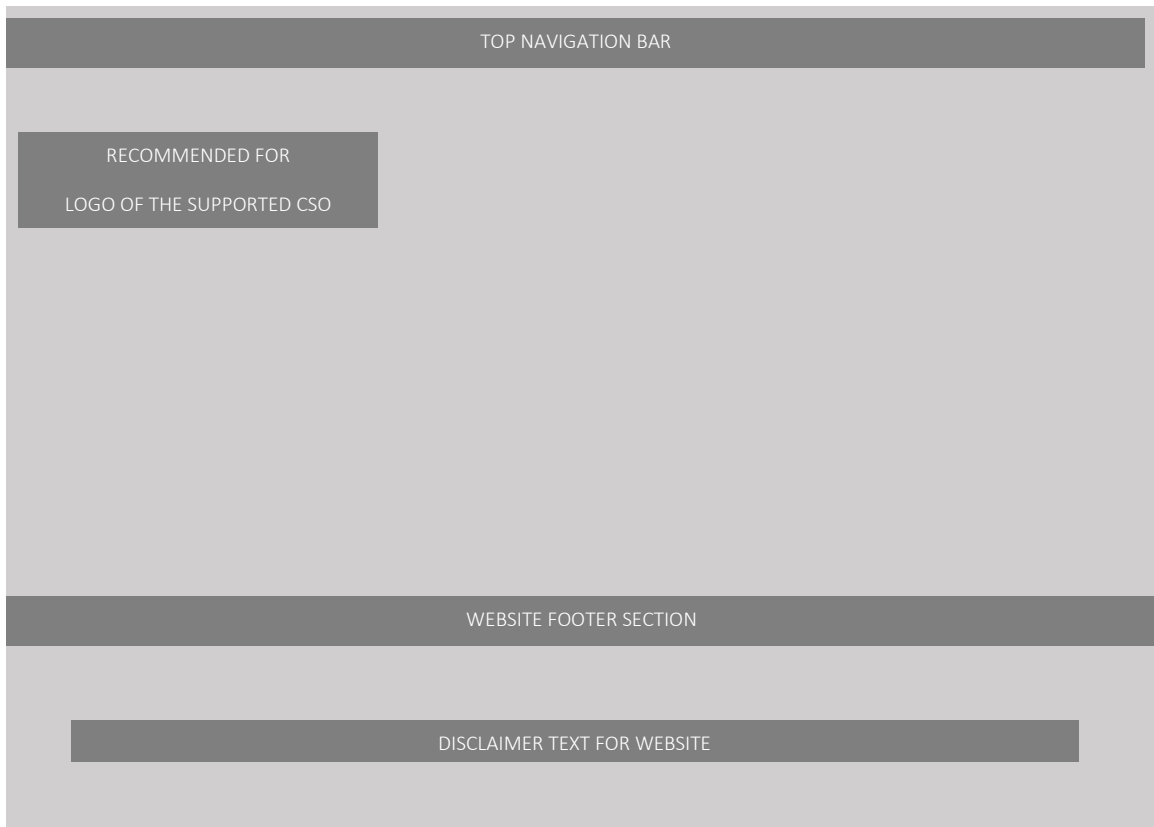 TOP NAVIGATION BAR
RECOMMENDED FOR
LOGO OF THE SUPPORTED CSO
WEBSITE FOOTER SECTION
DISCLAIMER TEXT FOR WEBSITE